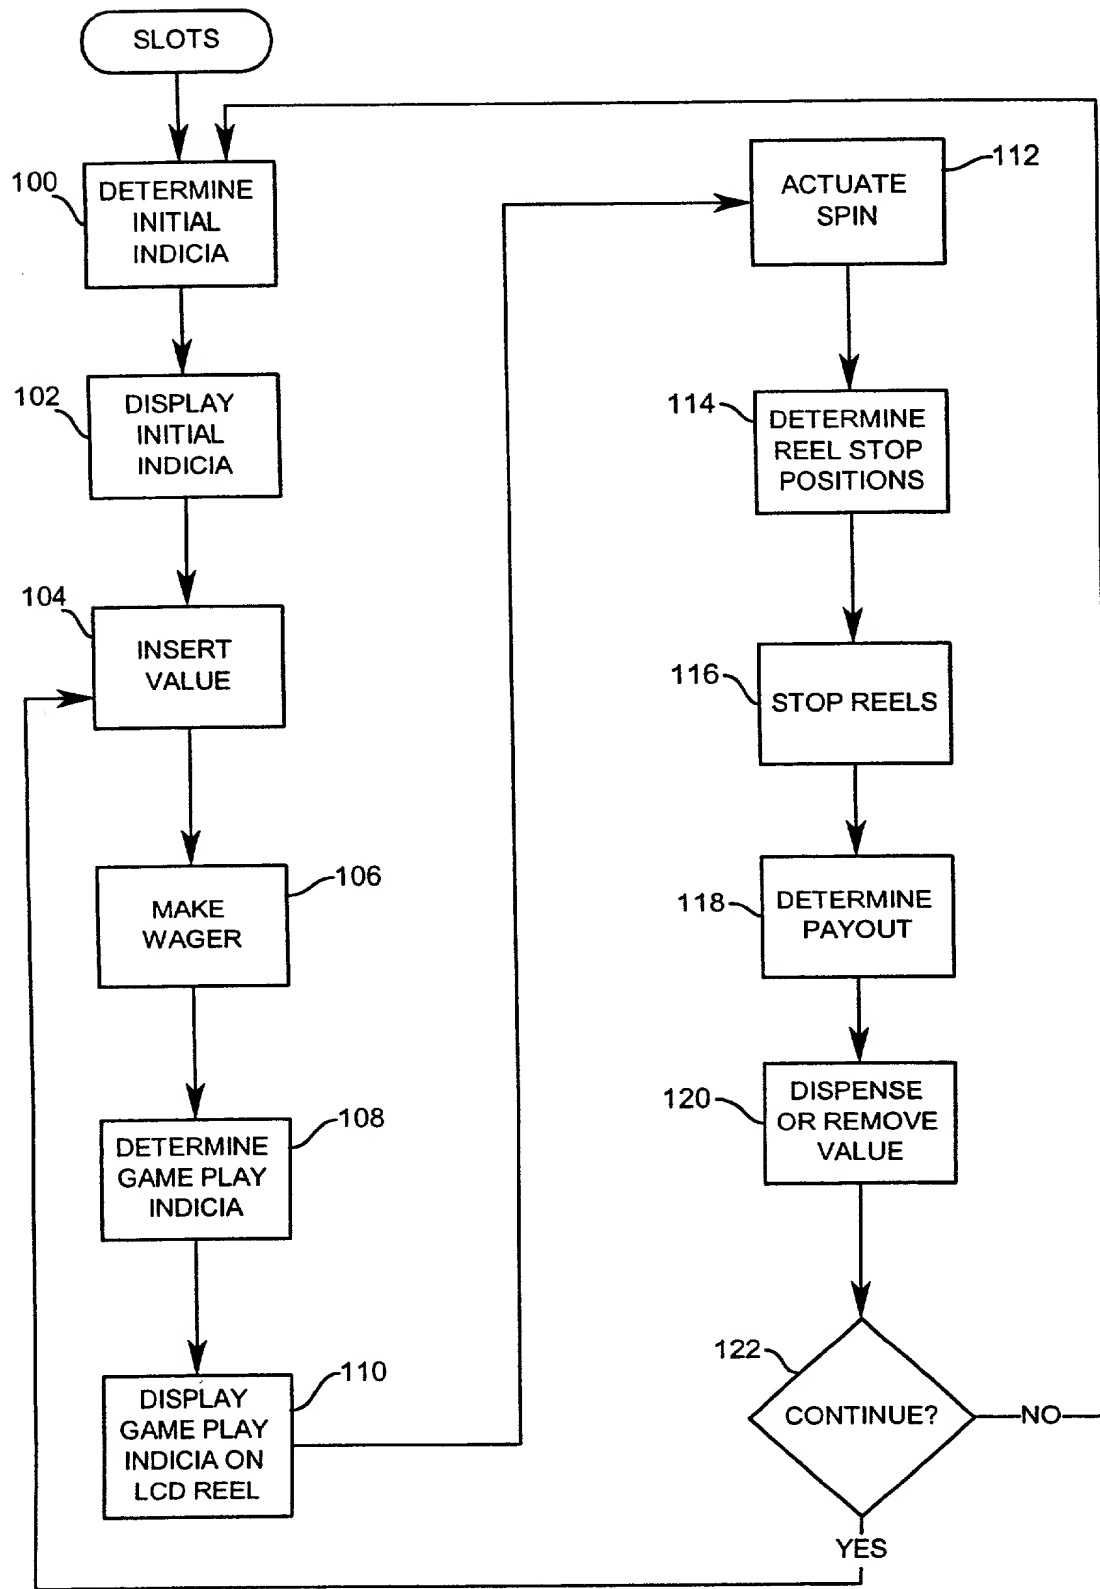 SLOTS
100
DETERMINE
INITIAL
INDICIA
102
DISPLAY
INITIAL
INDICIA
104
INSERT
VALUE
106
MAKE
WAGER
108
DETERMINE
GAME PLAY
INDICIA
110
DISPLAY
GAME PLAY
INDICIA ON
LCD REEL
112
ACTUATE
SPIN
114
DETERMINE
REEL STOP
POSITIONS
116
STOP REELS
118
DETERMINE
PAYOUT
120
DISPENSE
OR REMOVE
VALUE
122
CONTINUE?
NO
YES